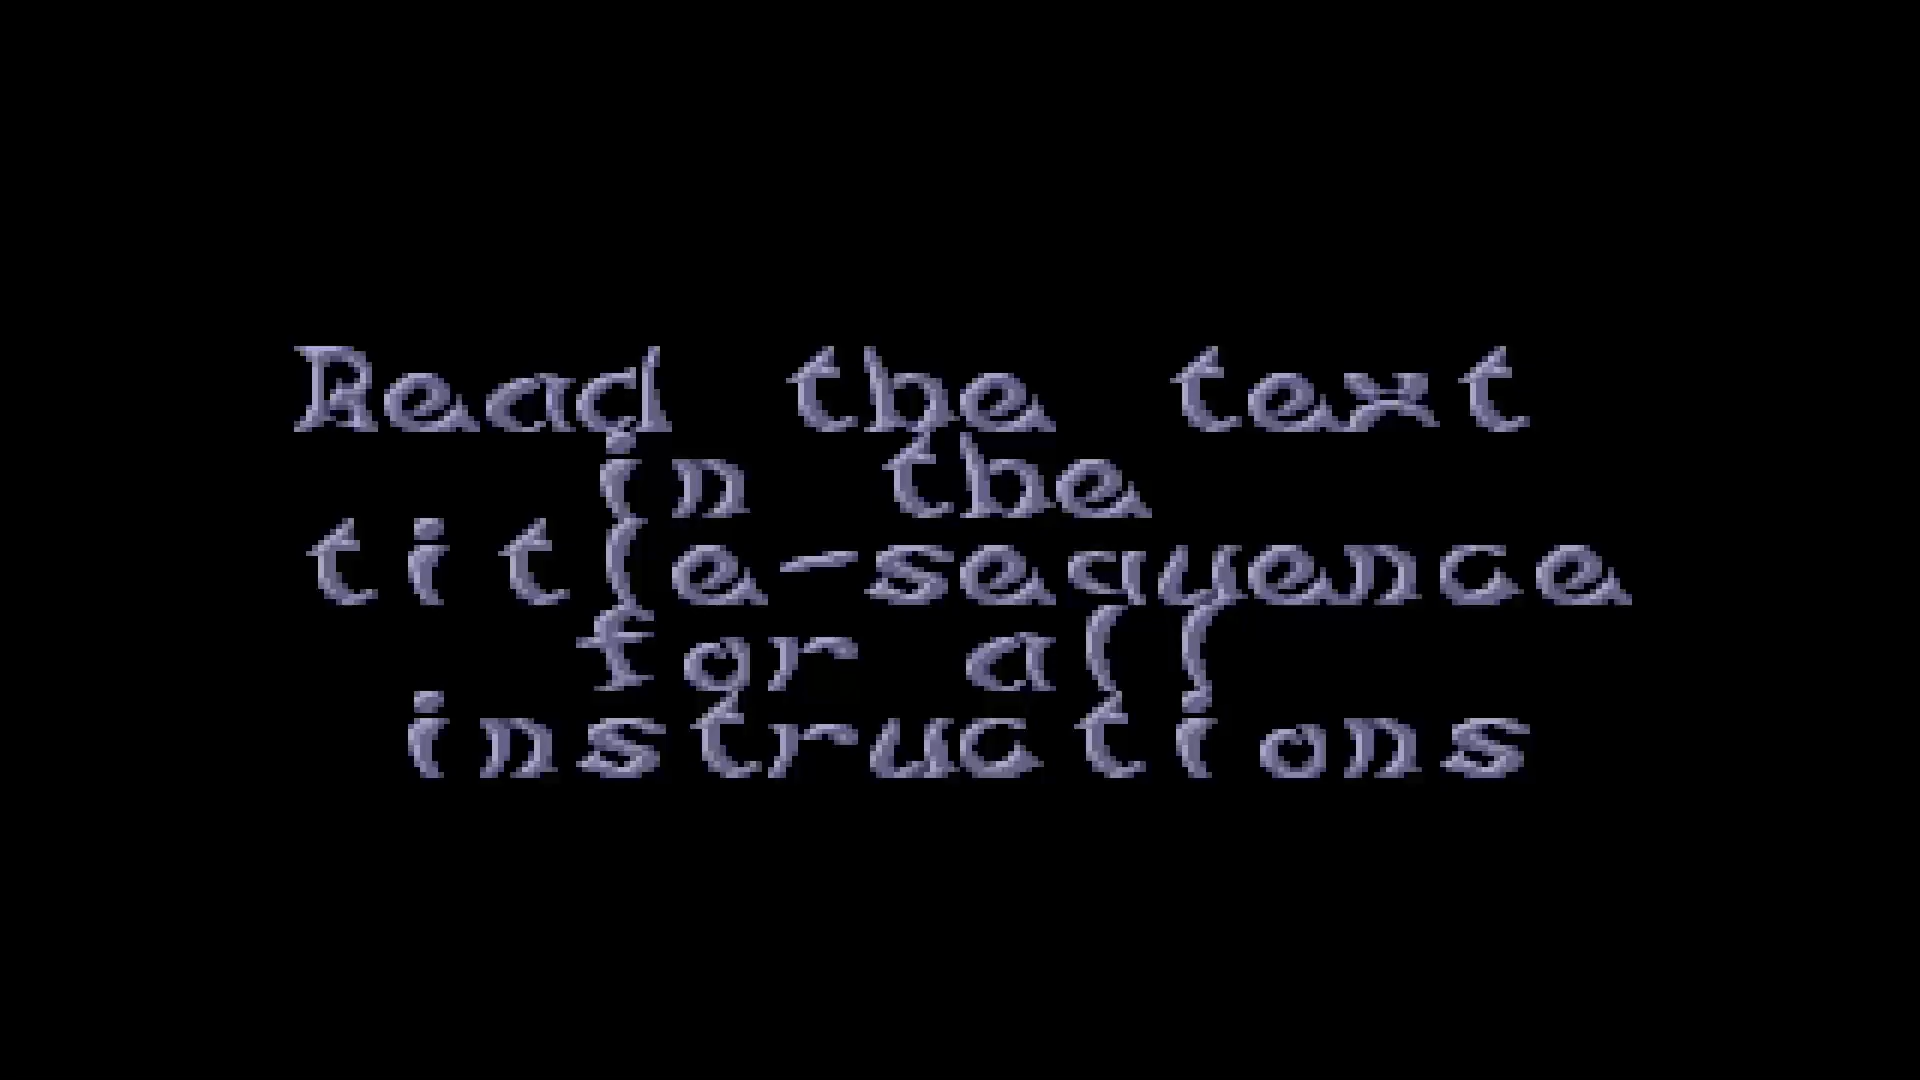 Read the text
in the
title-sequence
for all
instructions